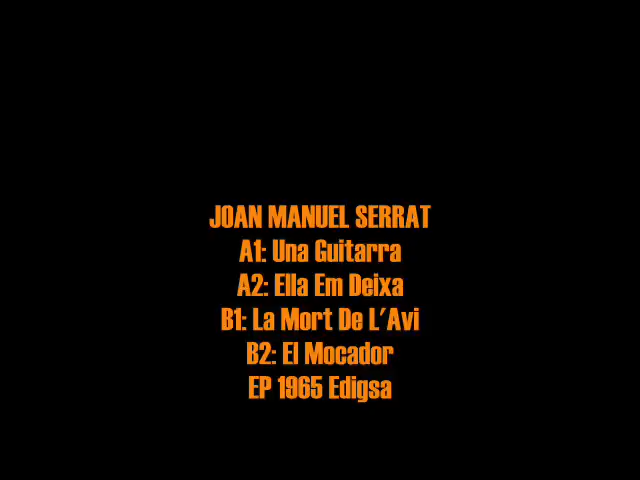 JOAN MANUEL SERRAT
A1: Una Guitarra
A2: Ella Em Deixa
B1: La Mort De L'Avi
B2: El Mocador
EP 1965 Edigsa